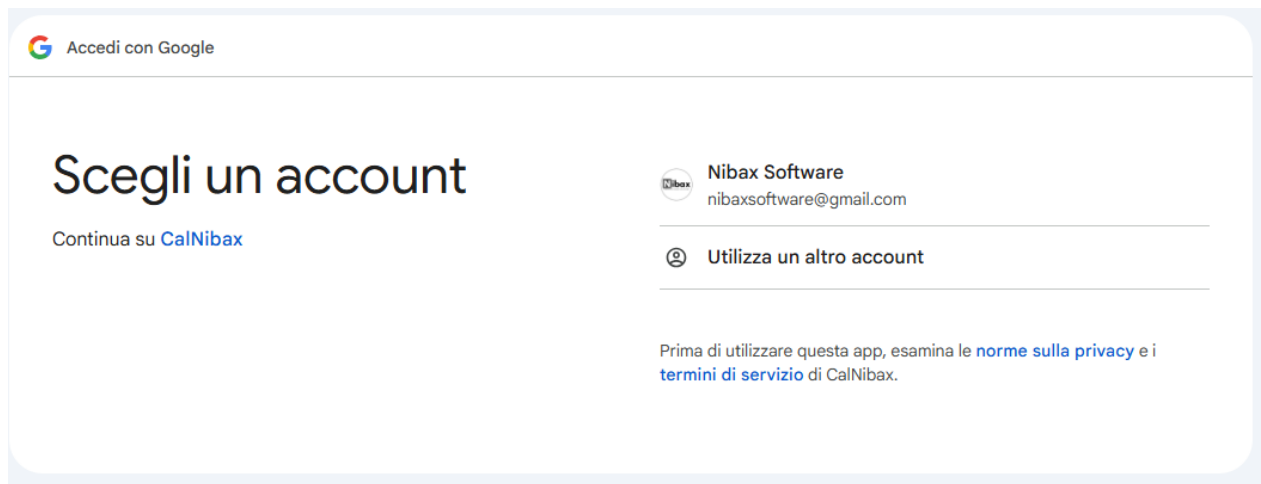 Accedi con Google
Scegli un account
Continua su CalNibax
Nibax
Nibax Software
nibaxsoftware@gmail.com
Utilizza un altro account
Prima di utilizzare questa app, esamina le norme sulla privacy e i
termini di servizio di CalNibax.